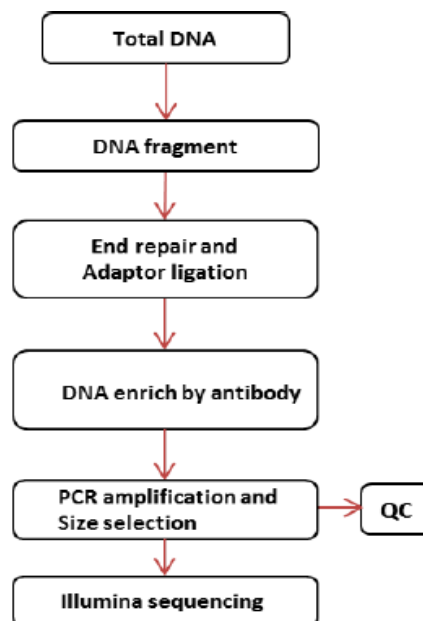 Total DNA
DNA fragment
End repair and
Adaptor ligation
DNA enrich by antibody
PCR amplification and
Size selection
QC
Illumina sequencing